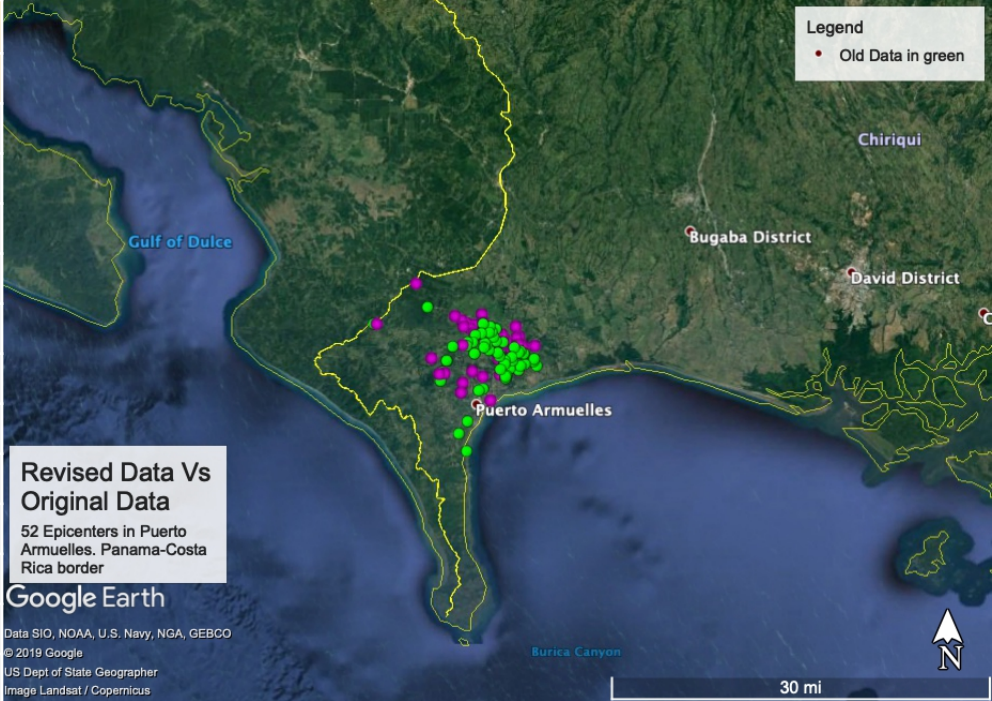 Legend
Old Data in green
Chiriqui
Gulf of Dulce
Bugaba District
David District
C
Puerto Armuelles
Revised Data Vs
Original Data
52 Epicenters in Puerto
Armuelles. Panama-Costa
Rica border
Google Earth
Data SIO, NOAA, U.S. Navy, NGA, GEBCO
© 2019 Google
US Dept of State Geographer
Image Landsat / Copernicus
Burica Canyon
N
30 mi